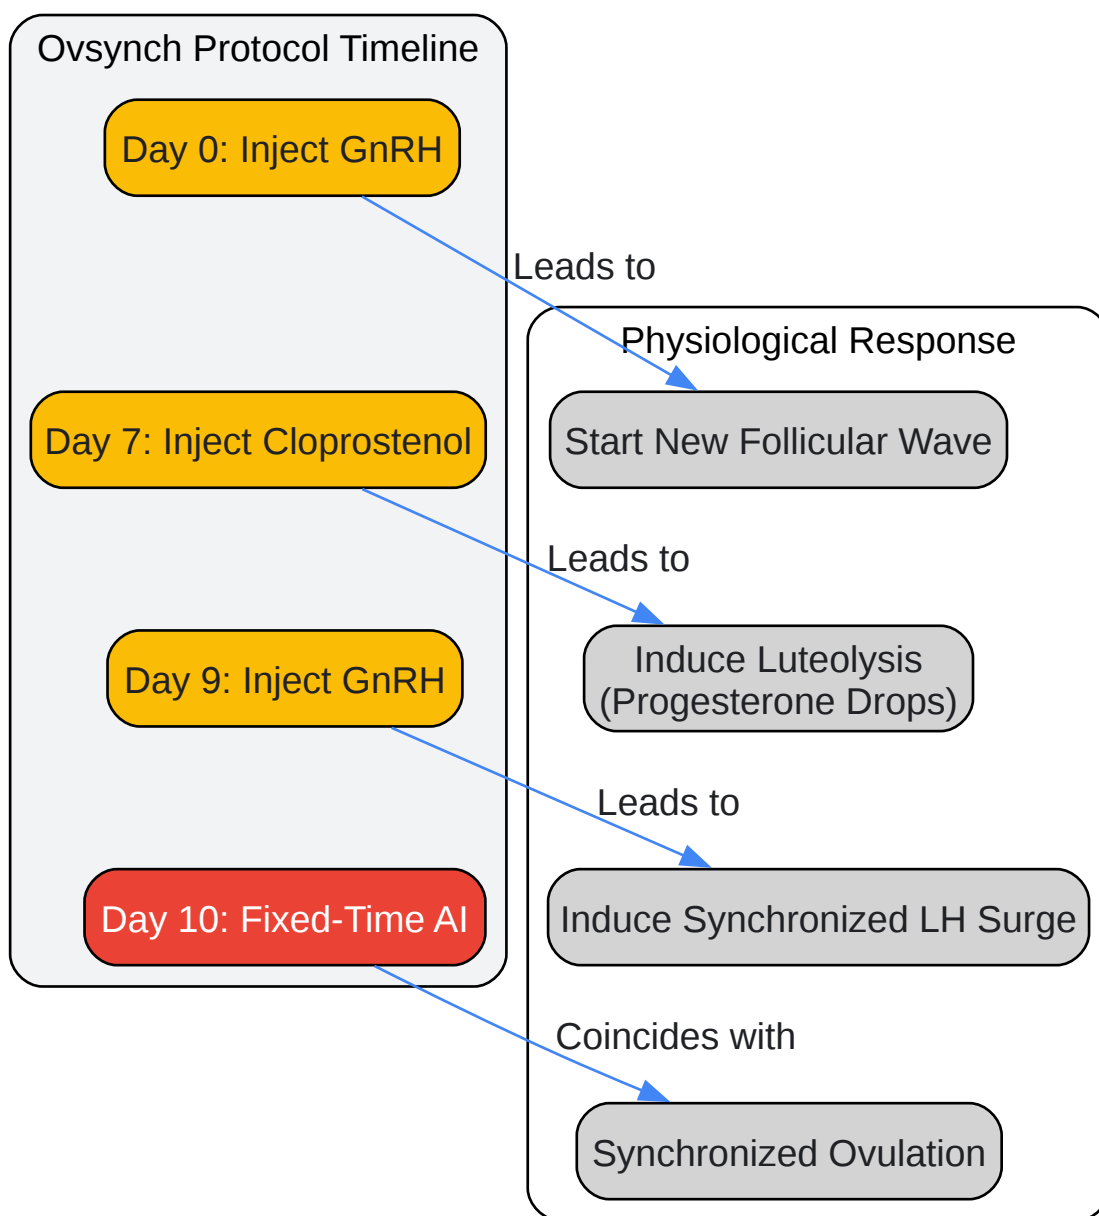 Ovsynch Protocol Timeline
Day 0: Inject GnRH
Leads to
Physiological Response
Day 7: Inject Cloprostenol
Start New Follicular Wave
Leads to
Day 9: Inject GnRH
Induce Luteolysis
(Progesterone Drops)
Leads to
Day 10: Fixed-Time AI
Induce Synchronized LH Surge
Coincides with
Synchronized Ovulation